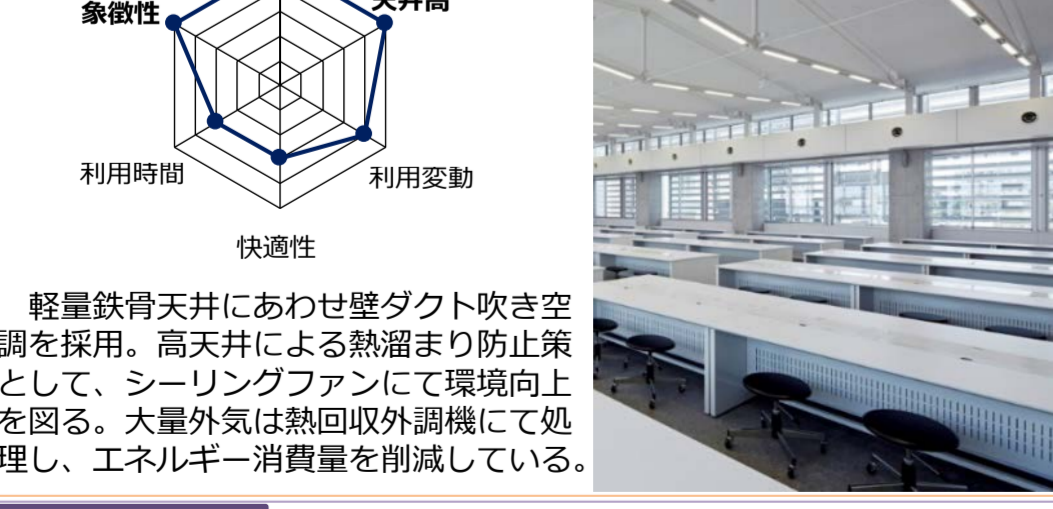 象徴性
天井高
利用時間
利用変動
快適性
軽量鉄骨天井にあわせ壁ダクト吹き空
調を採用。高天井による熱溜まり防止策
として、シーリングファンにて環境向上
を図る。大量外気は熱回収外調機にて処
理し、エネルギー消費量を削減している。